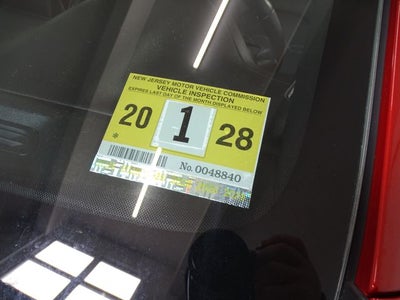 NEW JERSEY MOTOR VEHICLE COMMISSION
VEHICLE INSPECTION
EXPIRES LAST DAY OF THE MONTH DISPLAYED BELOW
20 1 28
*
No. 0048840